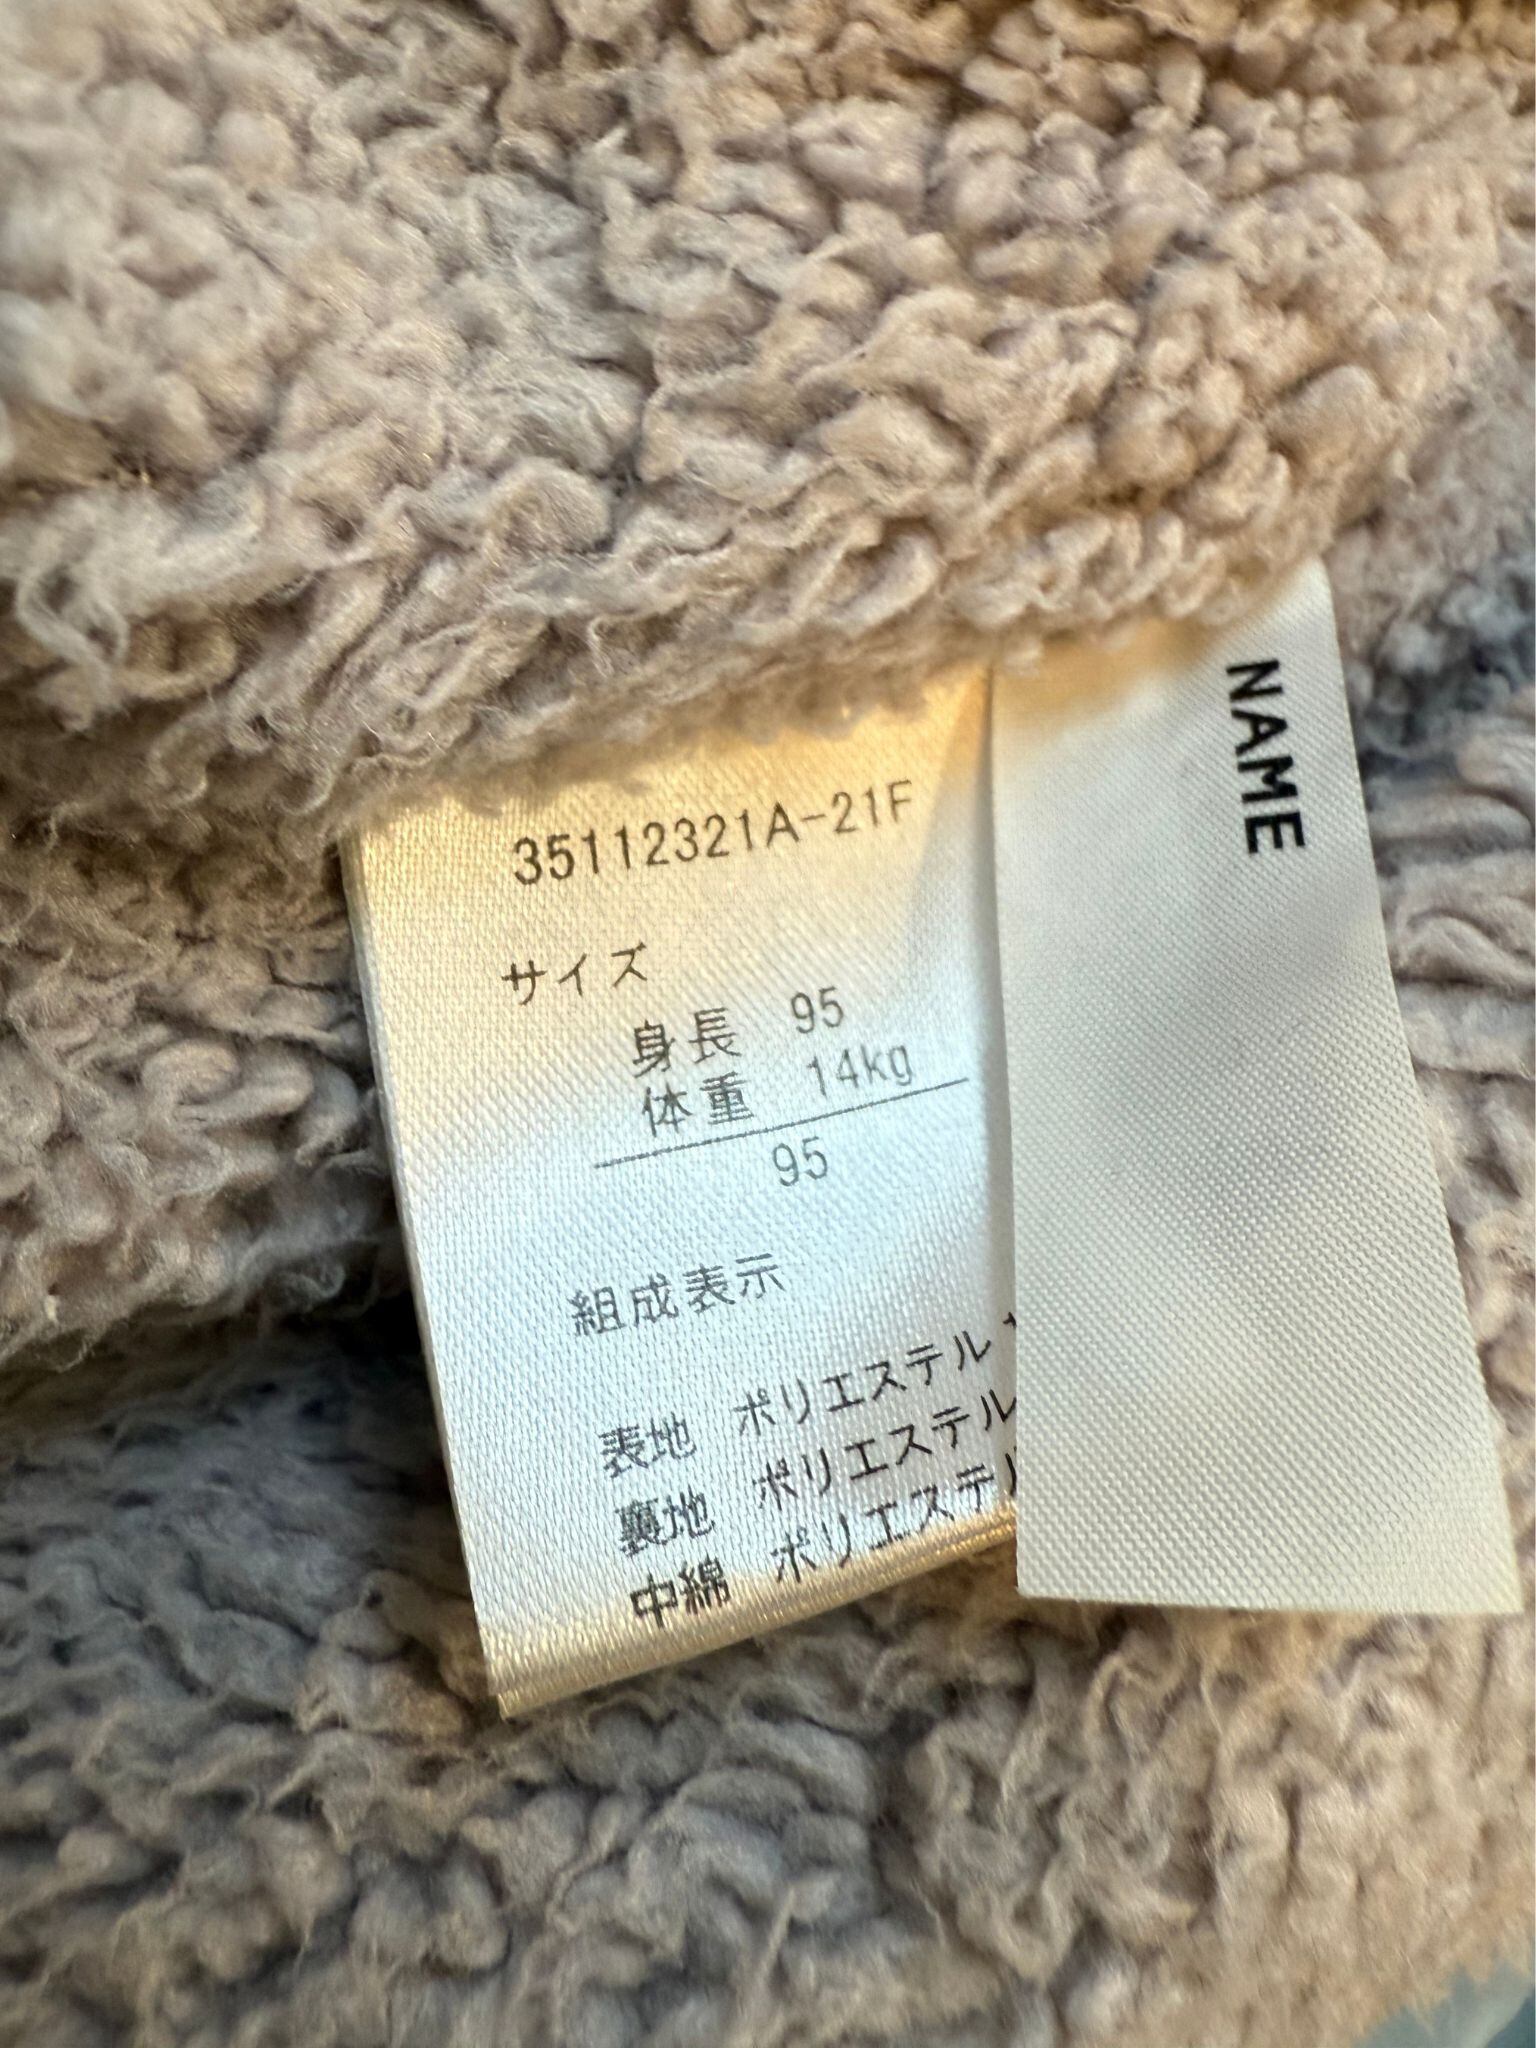 35112321A-21F
サイズ
身長 95
体重 14kg
95
組成表示
表地 ポリエステル
裏地 ポリエステル
中綿 ポリエステル
NAME